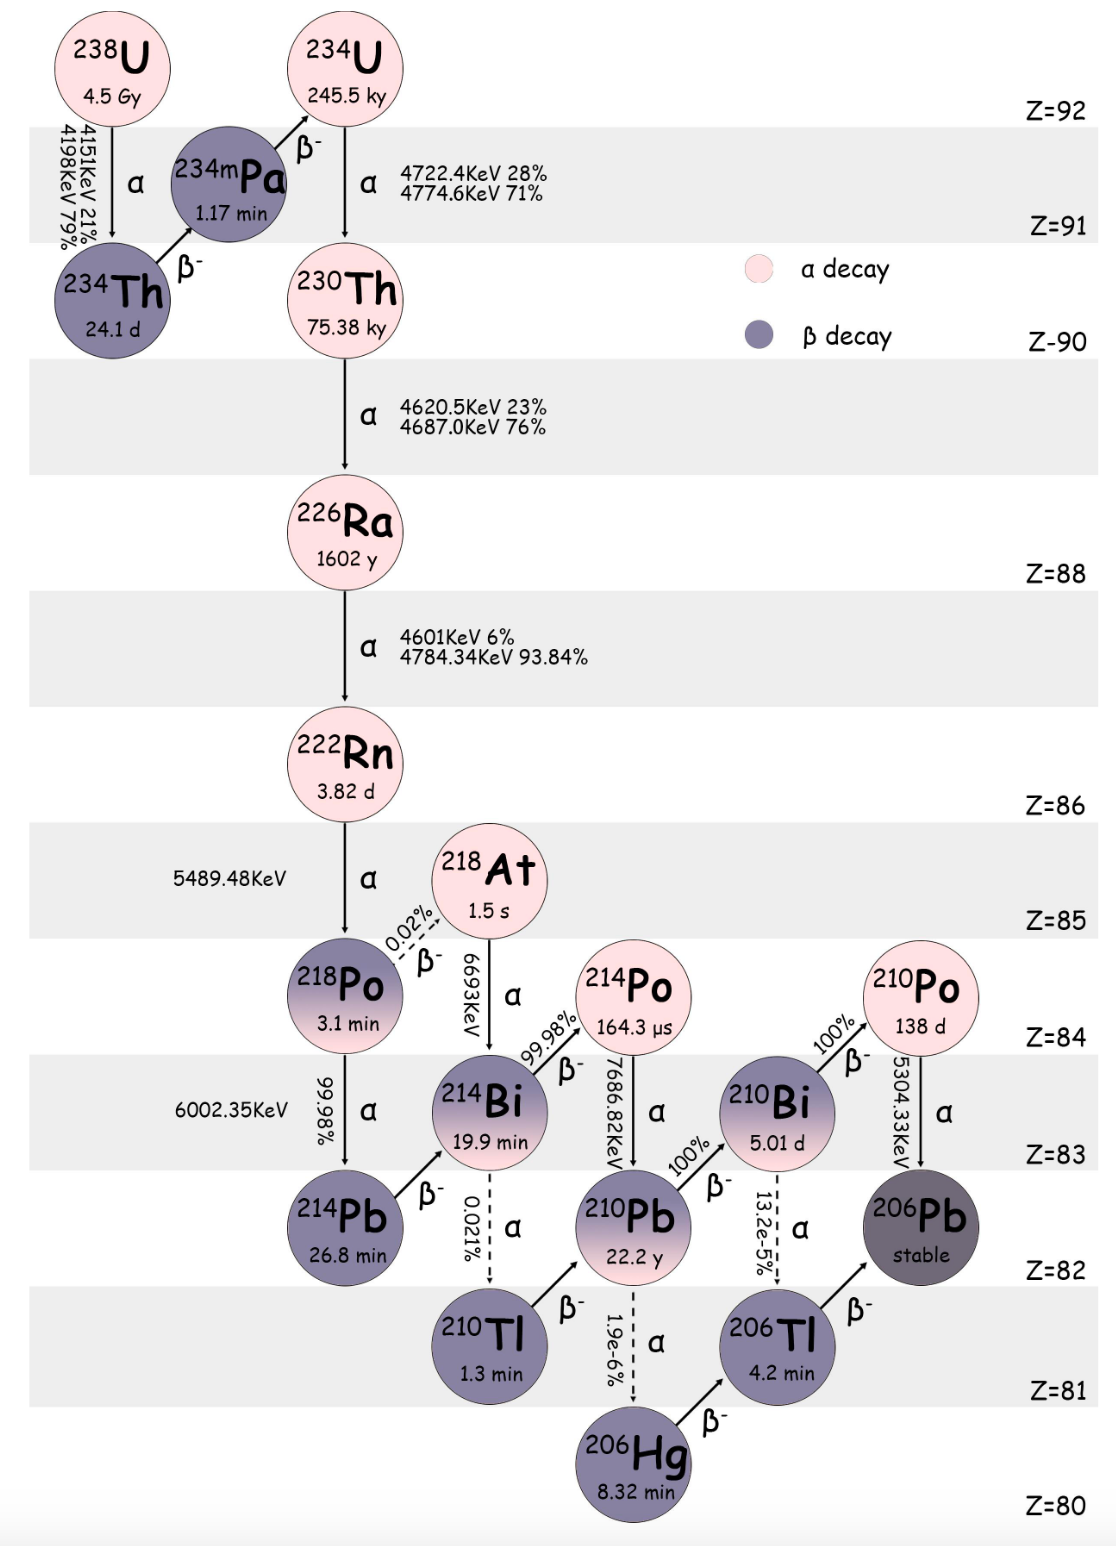 ²³⁸U
4.5 Gy
²³⁴U
245.5 ky
Z=92
4151KeV 21%
4198KeV 79%
α
²³⁴ᵐPa
1.17 min
β⁻
α
4722.4KeV 28%
4774.6KeV 71%
Z=91
β⁻
²³⁴Th
24.1 d
²³⁰Th
75.38 ky
α decay
β decay
Z-90
α
4620.5KeV 23%
4687.0KeV 76%
²²⁶Ra
1602 y
Z=88
α
4601KeV 6%
4784.34KeV 93.84%
²²²Rn
3.82 d
Z=86
5489.48KeV
α
²¹⁸At
1.5 s
Z=85
0.02%
β⁻
²¹⁸Po
3.1 min
6693KeV
α
²¹⁴Po
164.3 µs
²¹⁰Po
138 d
Z=84
99.98%
β⁻
100%
β⁻
6002.35KeV
99.98%
α
²¹⁴Bi
19.9 min
7686.82KeV
α
²¹⁰Bi
5.01 d
5304.33KeV
α
Z=83
β⁻
100%
β⁻
²¹⁴Pb
26.8 min
0.021%
α
²¹⁰Pb
22.2 y
13.2e-5%
α
²⁰⁶Pb
stable
Z=82
β⁻
β⁻
²¹⁰Tl
1.3 min
1.9e-6%
α
²⁰⁶Tl
4.2 min
Z=81
β⁻
²⁰⁶Hg
8.32 min
Z=80